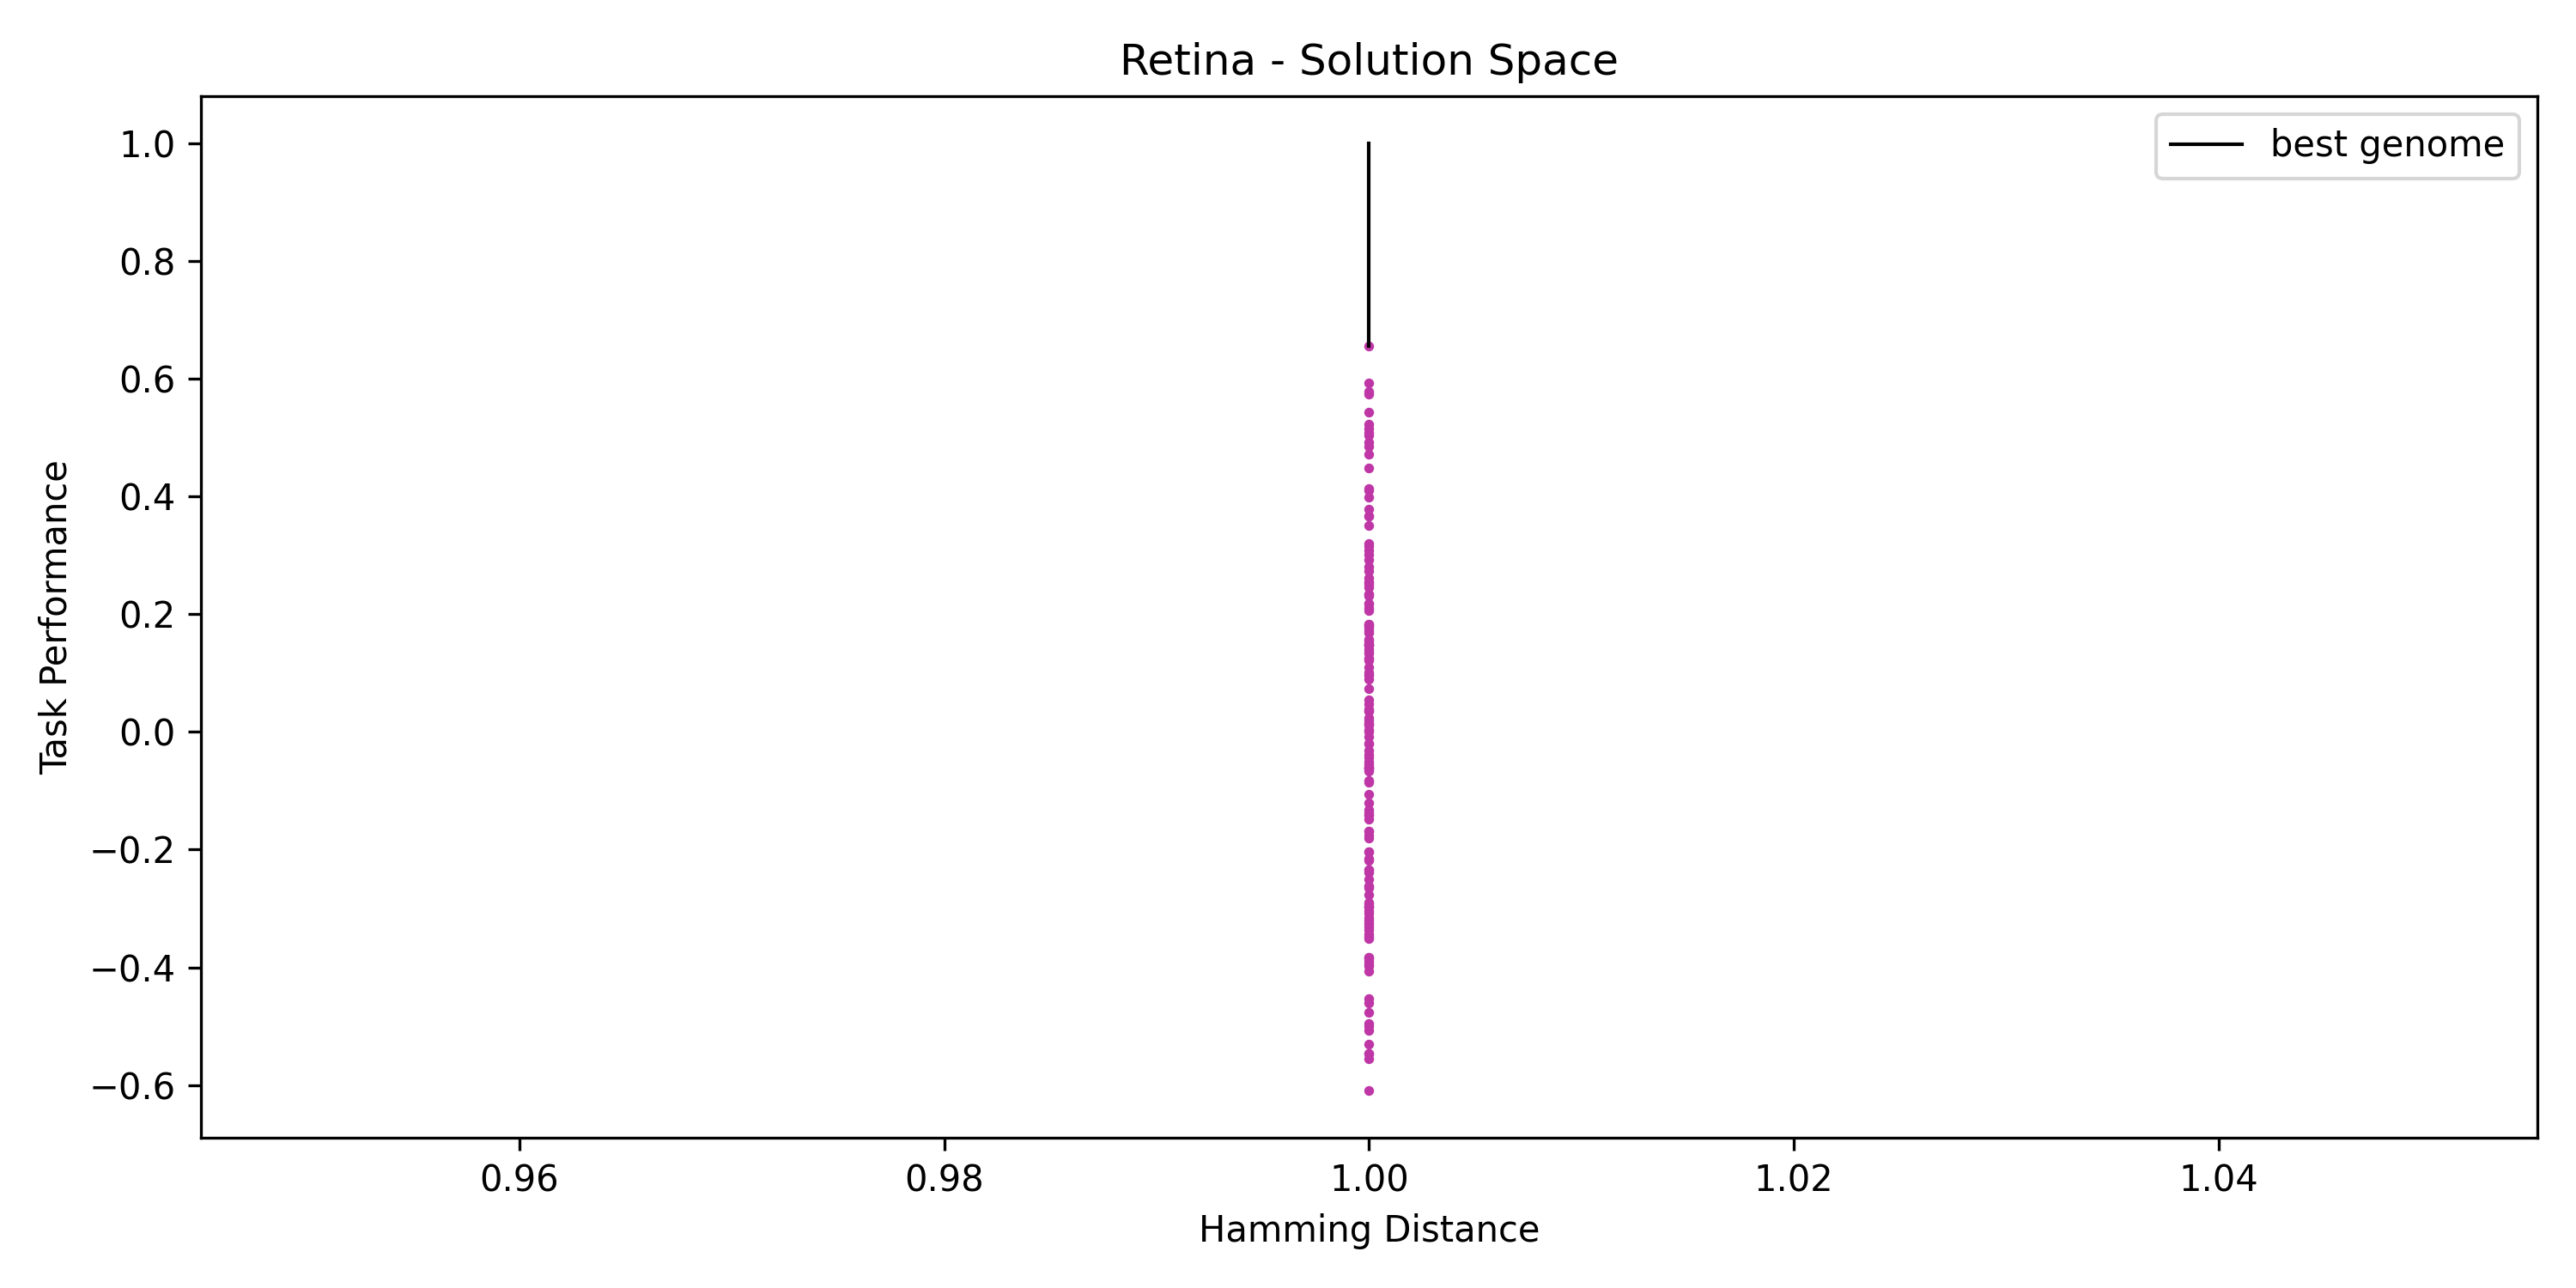 Retina - Solution Space
best genome
Task Performance
1.0
0.8
0.6
0.4
0.2
0.0
−0.2
−0.4
−0.6
0.96 0.98 1.00 1.02 1.04
Hamming Distance